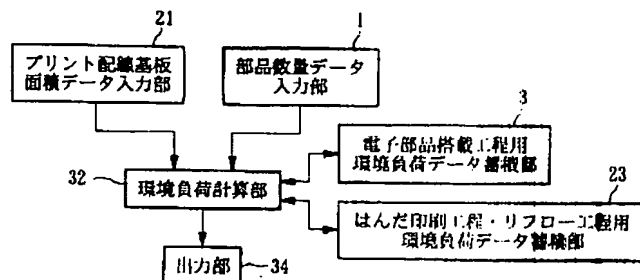 21
プリント配線基板
面積データ入力部
1
部品数量データ
入力部
3
電子部品搭載工程用
環境負荷データ蓄積部
32
環境負荷計算部
23
はんだ印刷工程・リフロー工程用
環境負荷データ蓄積部
出力部
34